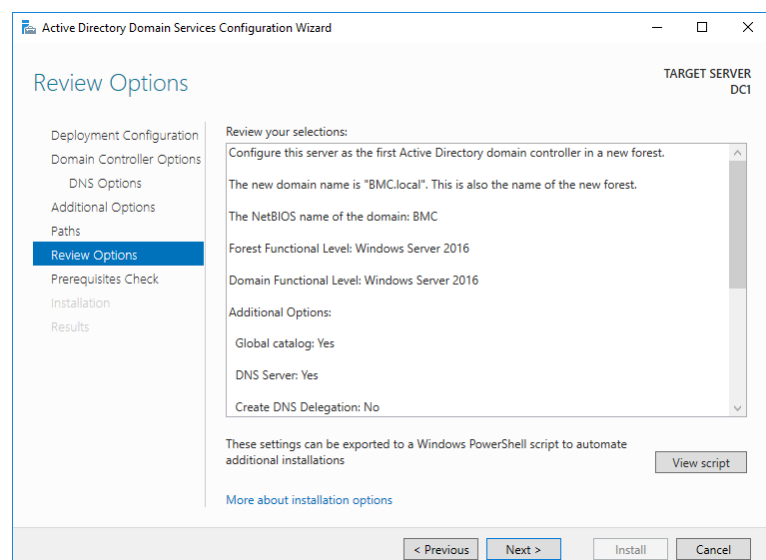 Active Directory Domain Services Configuration Wizard
Review Options
TARGET SERVER
DC1
Deployment Configuration
Domain Controller Options
DNS Options
Additional Options
Paths
Review Options
Prerequisites Check
Installation
Results
Review your selections:
Configure this server as the first Active Directory domain controller in a new forest.
The new domain name is "BMC.local". This is also the name of the new forest.
The NetBIOS name of the domain: BMC
Forest Functional Level: Windows Server 2016
Domain Functional Level: Windows Server 2016
Additional Options:
Global catalog: Yes
DNS Server: Yes
Create DNS Delegation: No
These settings can be exported to a Windows PowerShell script to automate
additional installations
View script
More about installation options
< Previous
Next >
Install
Cancel